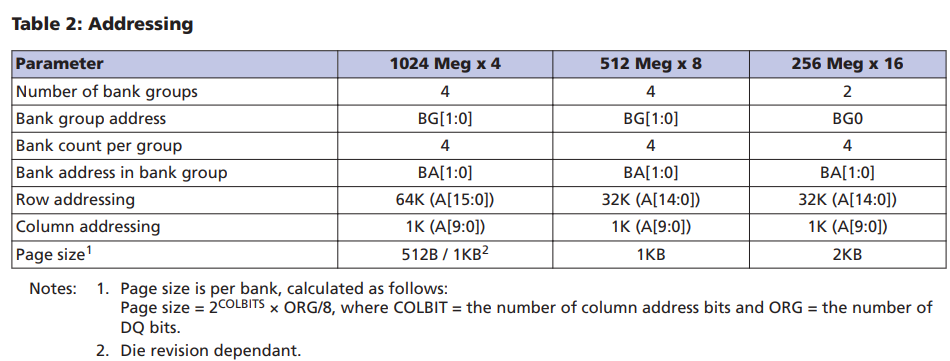 Table 2: Addressing
Parameter 1024 Meg x 4 512 Meg x 8 256 Meg x 16
Number of bank groups 4 4 2
Bank group address BG[1:0] BG[1:0] BG0
Bank count per group 4 4 4
Bank address in bank group BA[1:0] BA[1:0] BA[1:0]
Row addressing 64K (A[15:0]) 32K (A[14:0]) 32K (A[14:0])
Column addressing 1K (A[9:0]) 1K (A[9:0]) 1K (A[9:0])
Page size¹ 512B / 1KB² 1KB 2KB
Notes: 1. Page size is per bank, calculated as follows:
Page size = 2^COLBITS × ORG/8, where COLBIT = the number of column address bits and ORG = the number of
DQ bits.
2. Die revision dependant.